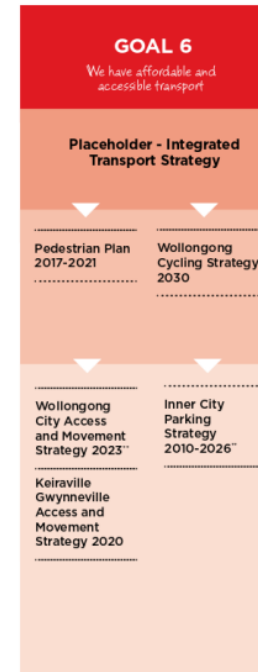 GOAL 6
We have affordable and
accessible transport
Placeholder - Integrated
Transport Strategy
Pedestrian Plan
2017-2021
Wollongong
Cycling Strategy
2030
Wollongong
City Access
and Movement
Strategy 2023**
Keiraville
Gwynneville
Access and
Movement
Strategy 2020
Inner City
Parking
Strategy
2010-2026**